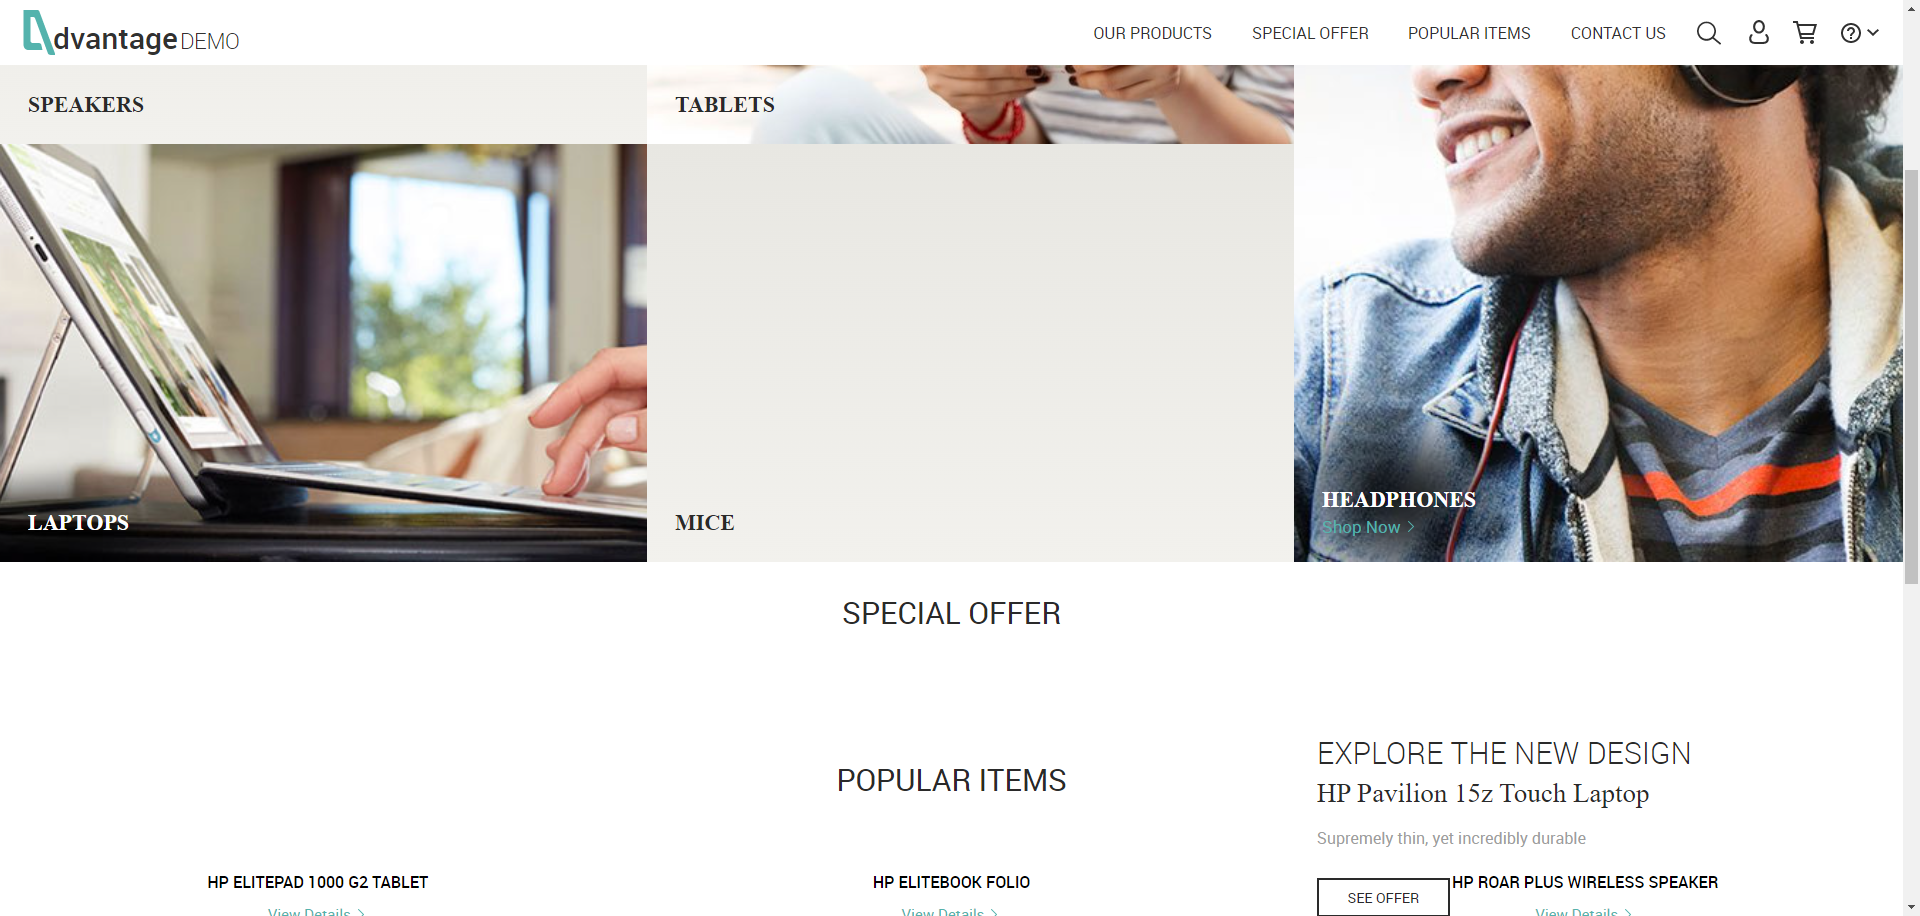 dvantage DEMO
OUR PRODUCTS
SPECIAL OFFER
POPULAR ITEMS
CONTACT US
SPEAKERS
TABLETS
LAPTOPS
MICE
HEADPHONES
Shop Now
SPECIAL OFFER
EXPLORE THE NEW DESIGN
HP Pavilion 15z Touch Laptop
Supremely thin, yet incredibly durable
SEE OFFER
POPULAR ITEMS
HP ELITEPAD 1000 G2 TABLET
View Details
HP ELITEBOOK FOLIO
View Details
HP ROAR PLUS WIRELESS SPEAKER
View Details